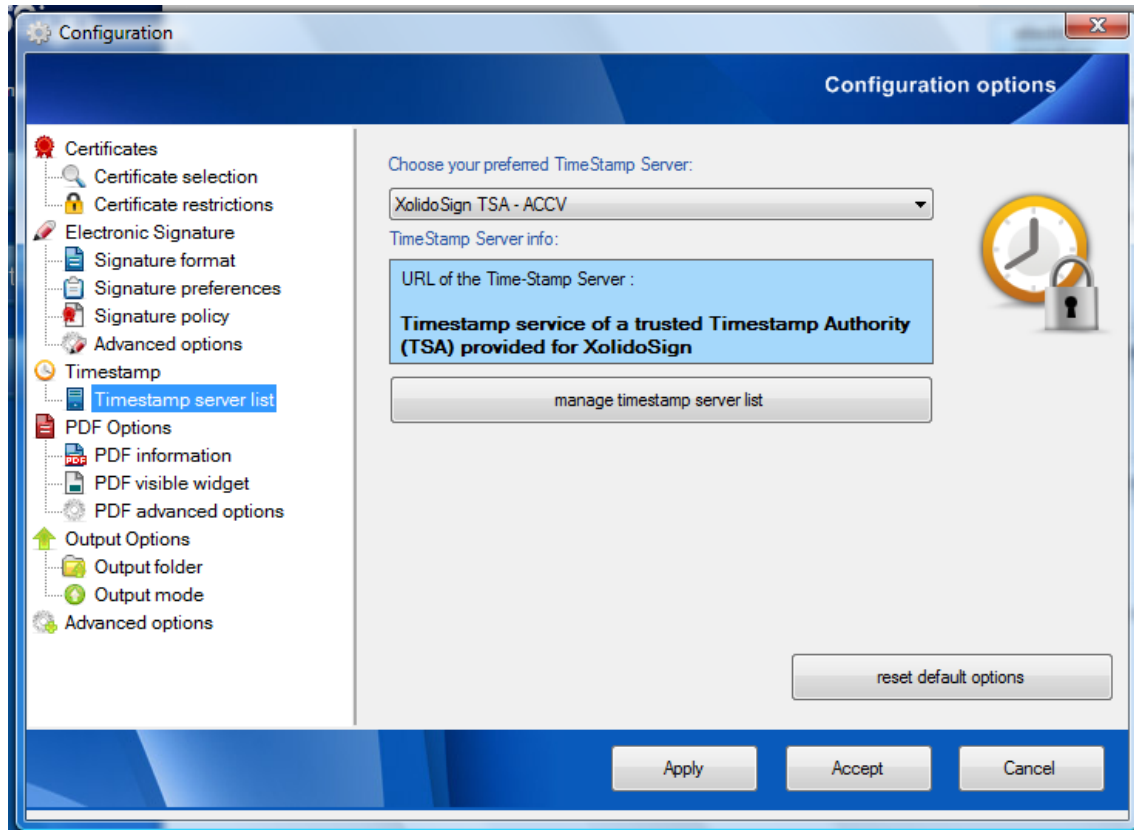 Configuration
Configuration options
Certificates
Certificate selection
Certificate restrictions
Electronic Signature
Signature format
Signature preferences
Signature policy
Advanced options
Timestamp
Timestamp server list
PDF Options
PDF information
PDF visible widget
PDF advanced options
Output Options
Output folder
Output mode
Advanced options
Choose your preferred TimeStamp Server:
XolidoSign TSA - ACCV
TimeStamp Server info:
URL of the Time-Stamp Server :
Timestamp service of a trusted Timestamp Authority
(TSA) provided for XolidoSign
manage timestamp server list
reset default options
Apply
Accept
Cancel